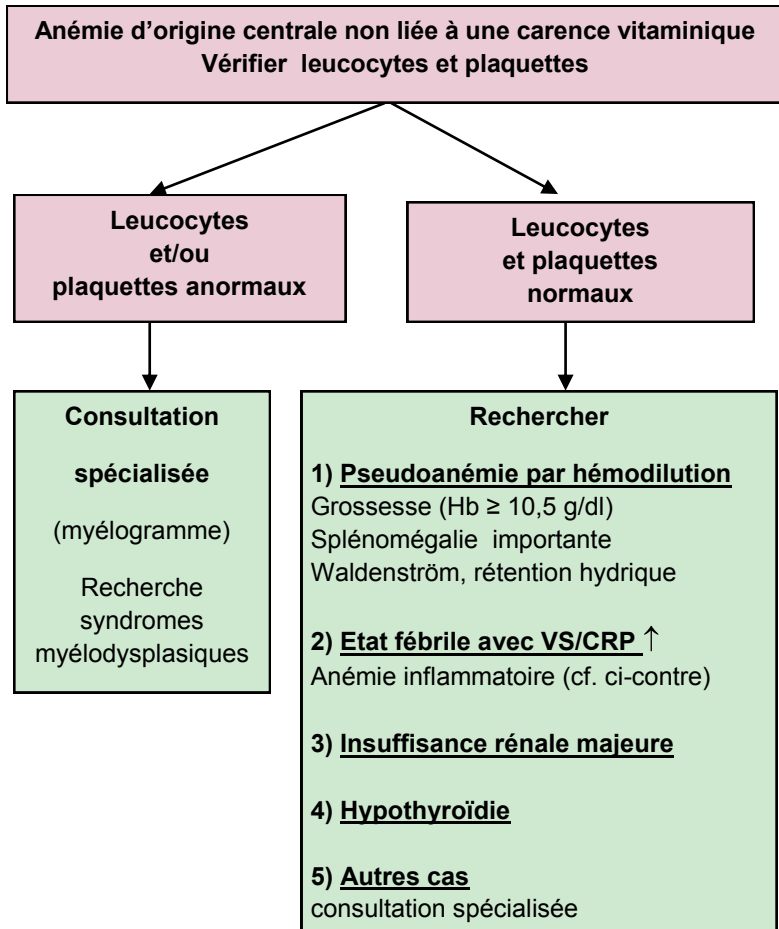 Anémie d’origine centrale non liée à une carence vitaminique
Vérifier leucocytes et plaquettes
Leucocytes
et/ou
plaquettes anormaux
Leucocytes
et plaquettes
normaux
Consultation
spécialisée
(myélogramme)
Recherche
syndromes
myélodysplasiques
Rechercher
1) Pseudoanémie par hémodilution
Grossesse (Hb ≥ 10,5 g/dl)
Splénomégalie importante
Waldenström, rétention hydrique
2) Etat fébrile avec VS/CRP ↑
Anémie inflammatoire (cf. ci-contre)
3) Insuffisance rénale majeure
4) Hypothyroïdie
5) Autres cas
consultation spécialisée